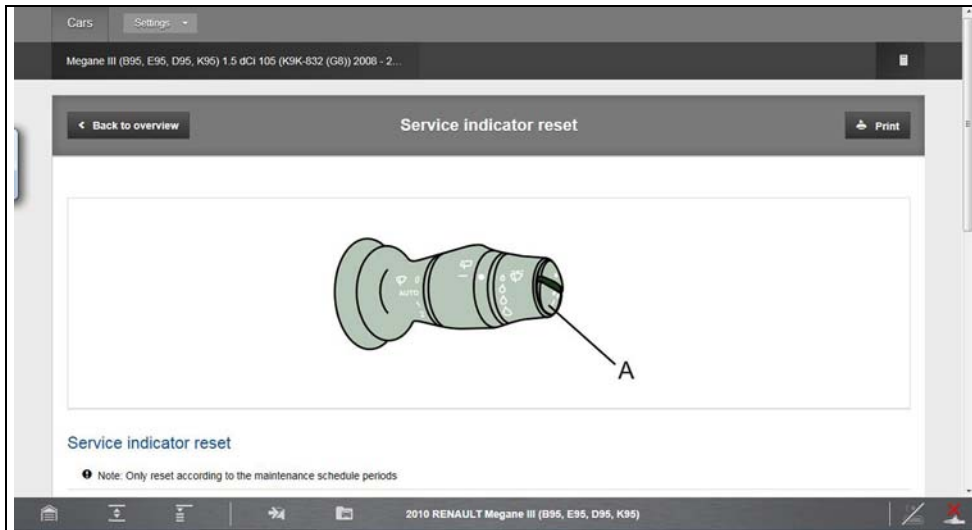 Cars Settings
Megane III (B95, E95, D95, K95) 1.5 dCi 105 (K9K-832 (G8)) 2008 - 2...
Back to overview Service indicator reset Print
AUTO
A
Service indicator reset
Note: Only reset according to the maintenance schedule periods
2010 RENAULT Megane III (B95, E95, D95, K95)